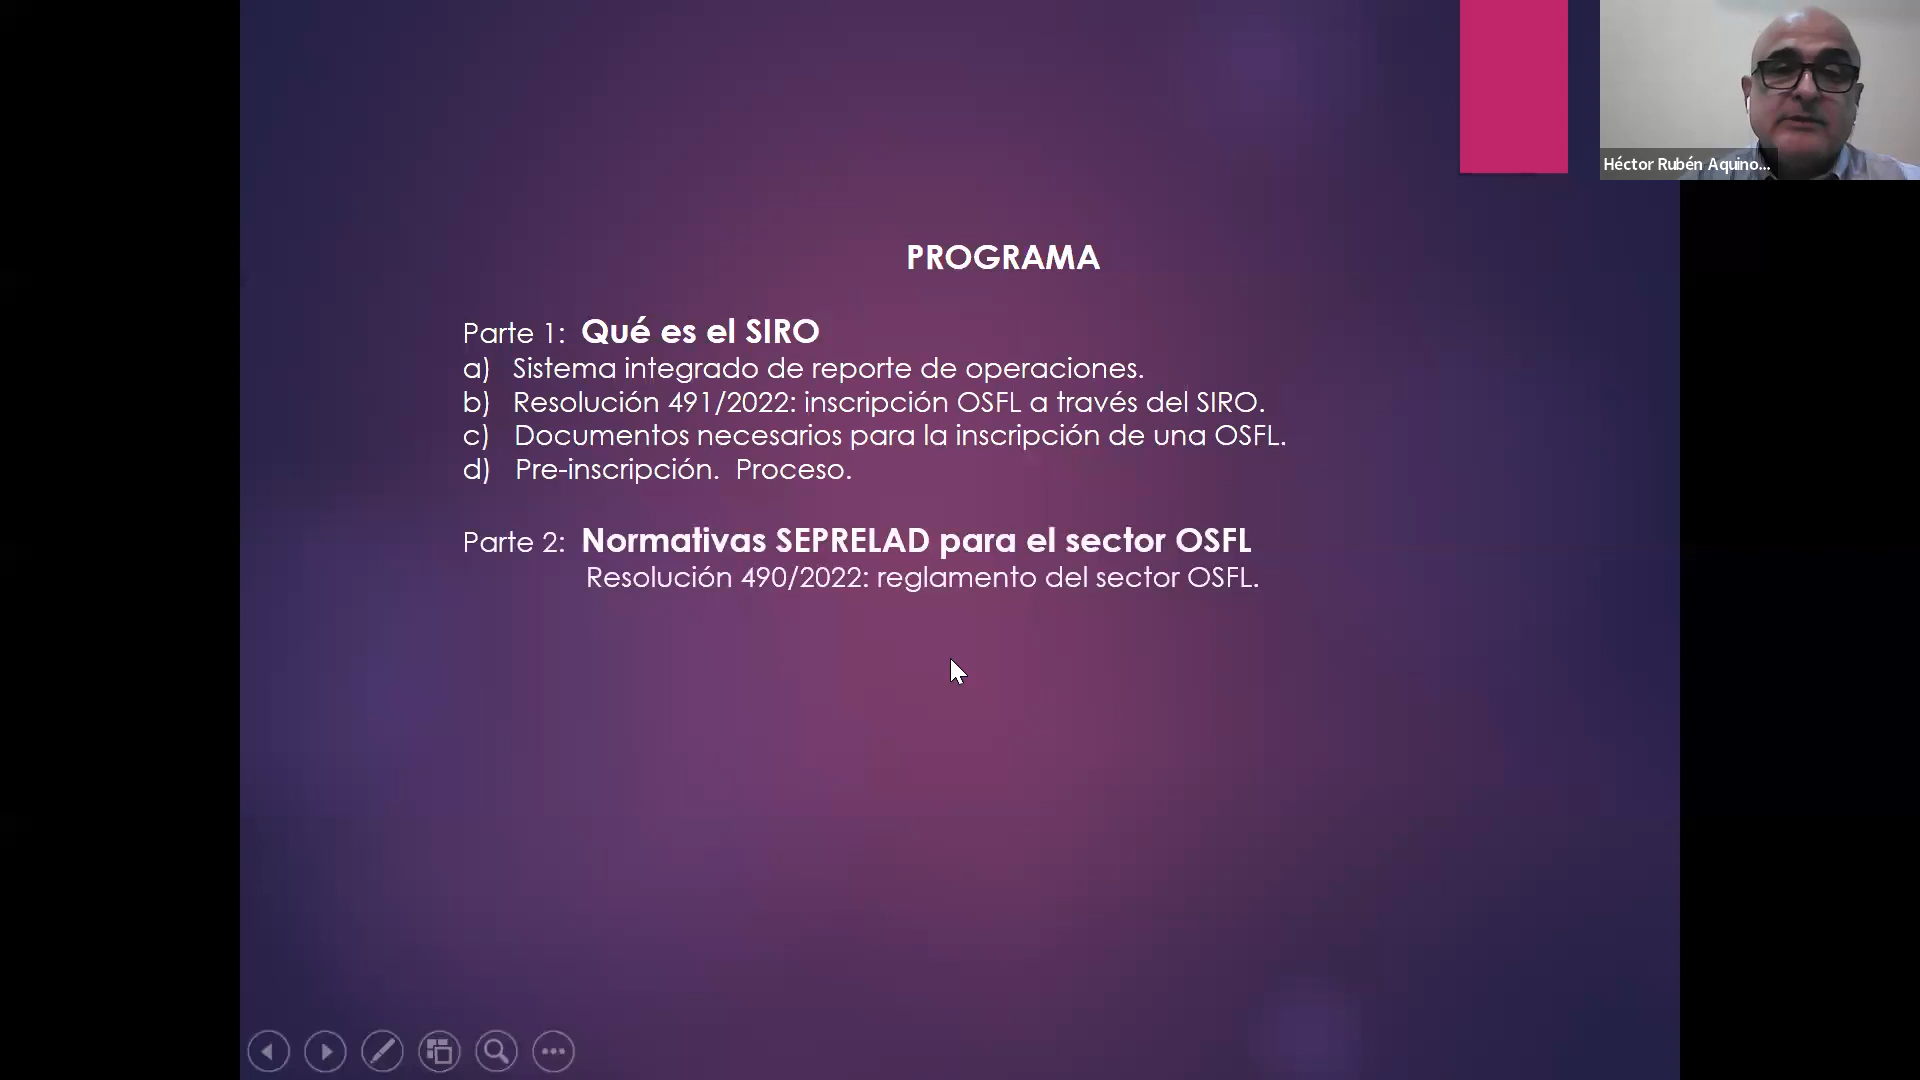 Héctor Rubén Aquino...
PROGRAMA
Parte 1: Qué es el SIRO
a) Sistema integrado de reporte de operaciones.
b) Resolución 491/2022: inscripción OSFL a través del SIRO.
c) Documentos necesarios para la inscripción de una OSFL.
d) Pre-inscripción. Proceso.
Parte 2: Normativas SEPRELAD para el sector OSFL
Resolución 490/2022: reglamento del sector OSFL.